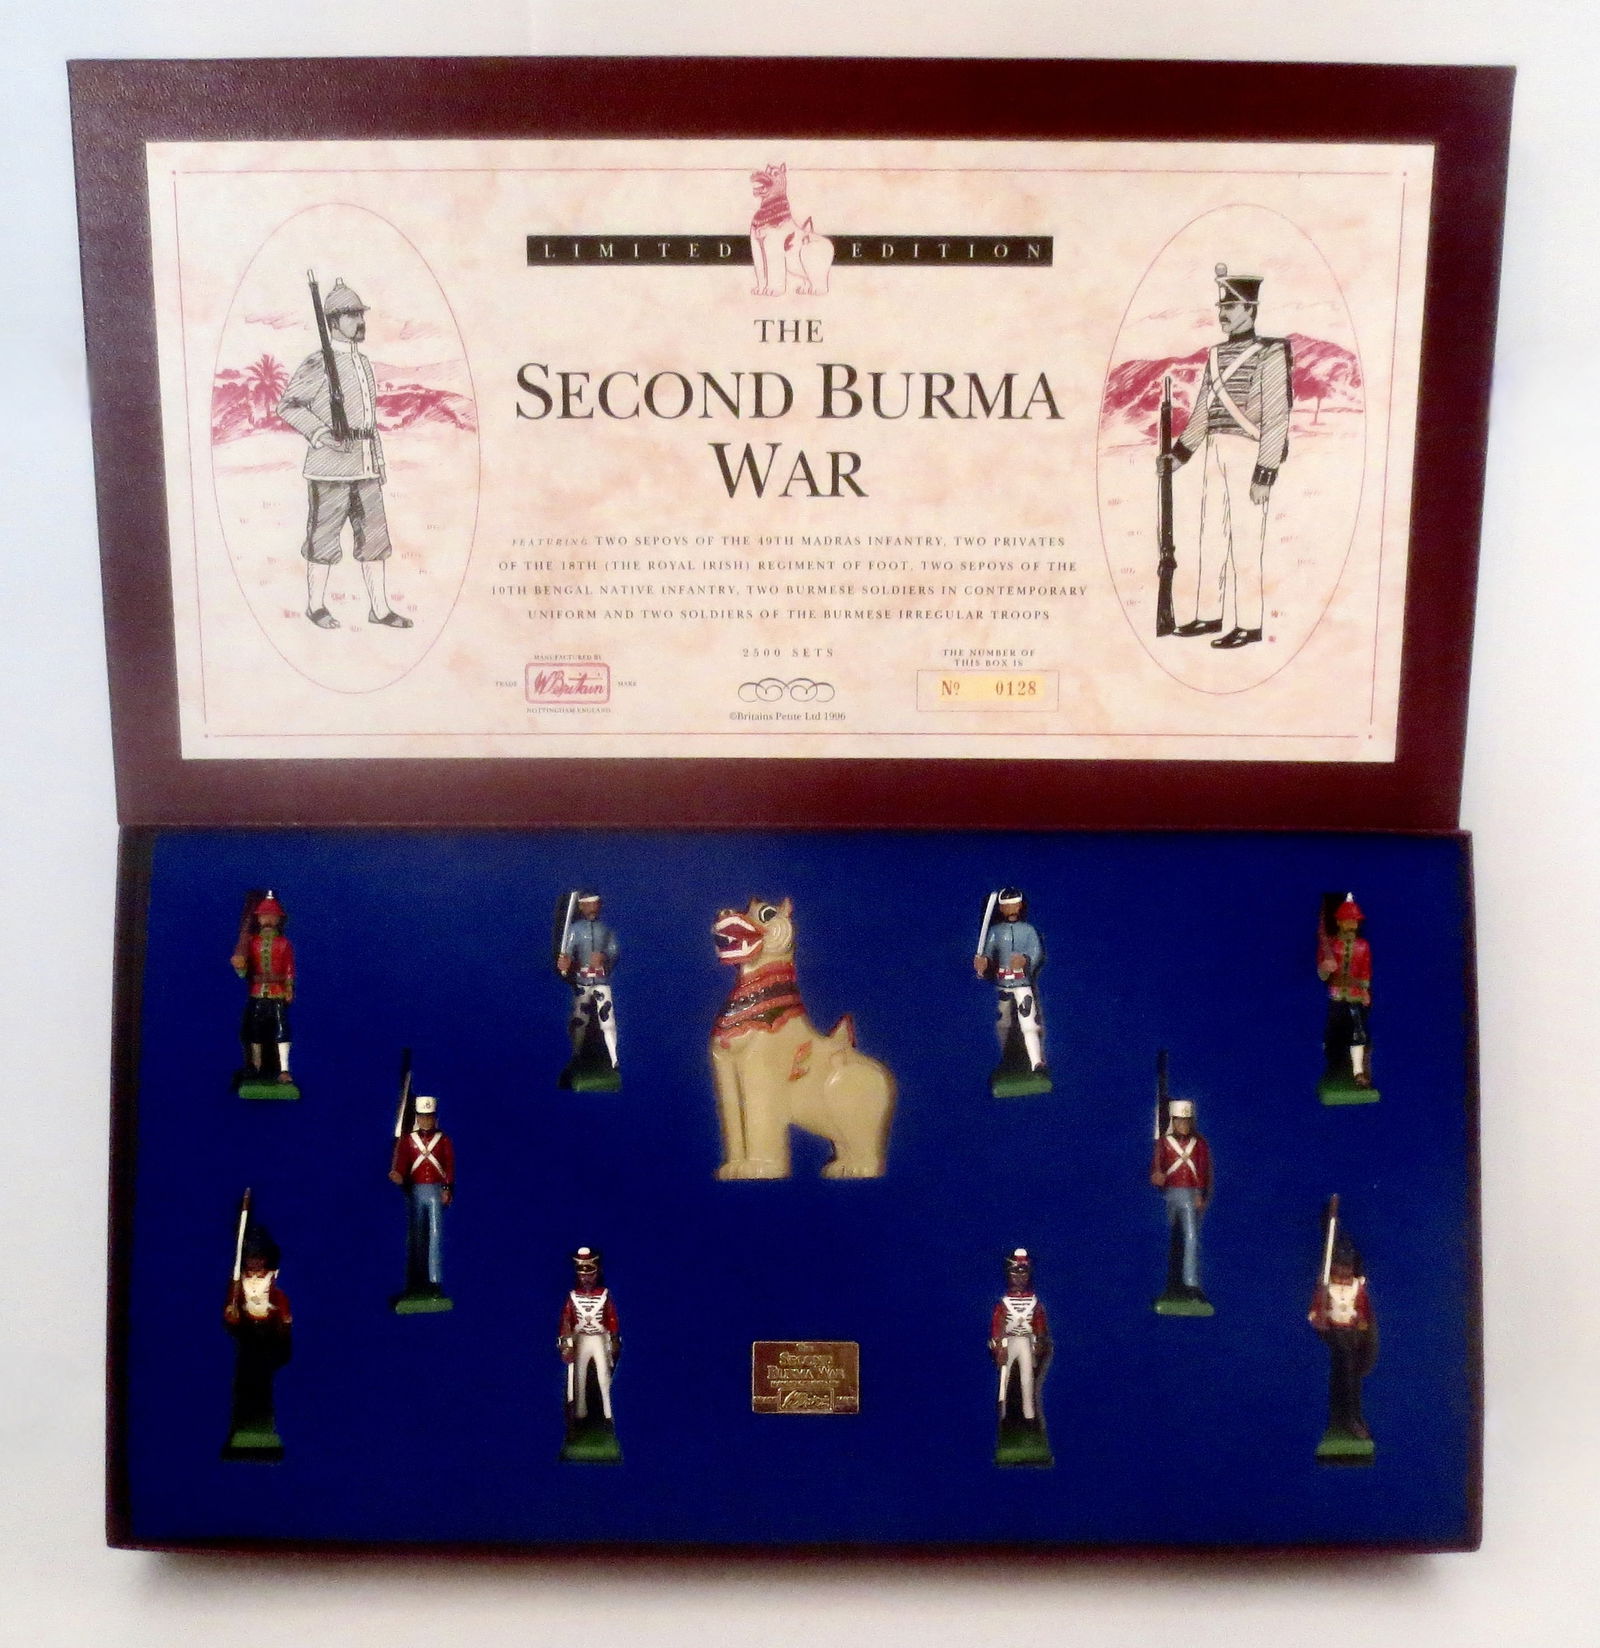 LIMITED EDITION
THE
SECOND BURMA
WAR
FEATURING TWO SEPOYS OF THE 49TH MADRAS INFANTRY, TWO PRIVATES
OF THE 18TH (THE ROYAL IRISH) REGIMENT OF FOOT, TWO SEPOYS OF THE
10TH BENGAL NATIVE INFANTRY, TWO BURMESE SOLDIERS IN CONTEMPORARY
UNIFORM AND TWO SOLDIERS OF THE BURMESE IRREGULAR TROOPS
MANUFACTURED BY
TRADE W Britain MARK
NOTTINGHAM ENGLAND
2500 SETS
©Britains Petite Ltd 1996
THE NUMBER OF
THIS BOX IS
Nº 0128
The
SECOND
BURMA WAR